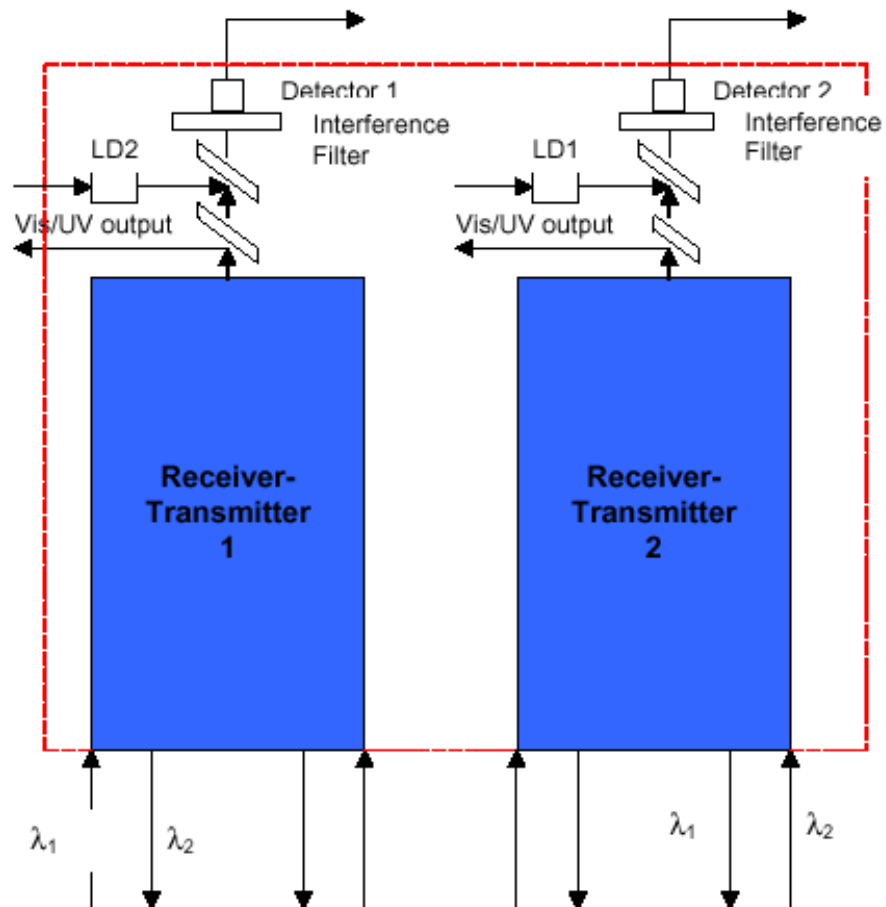 Detector 1
Interference
Filter
LD2
Vis/UV output
Receiver-
Transmitter
1
λ1
λ2
Detector 2
Interference
Filter
LD1
Vis/UV output
Receiver-
Transmitter
2
λ1
λ2